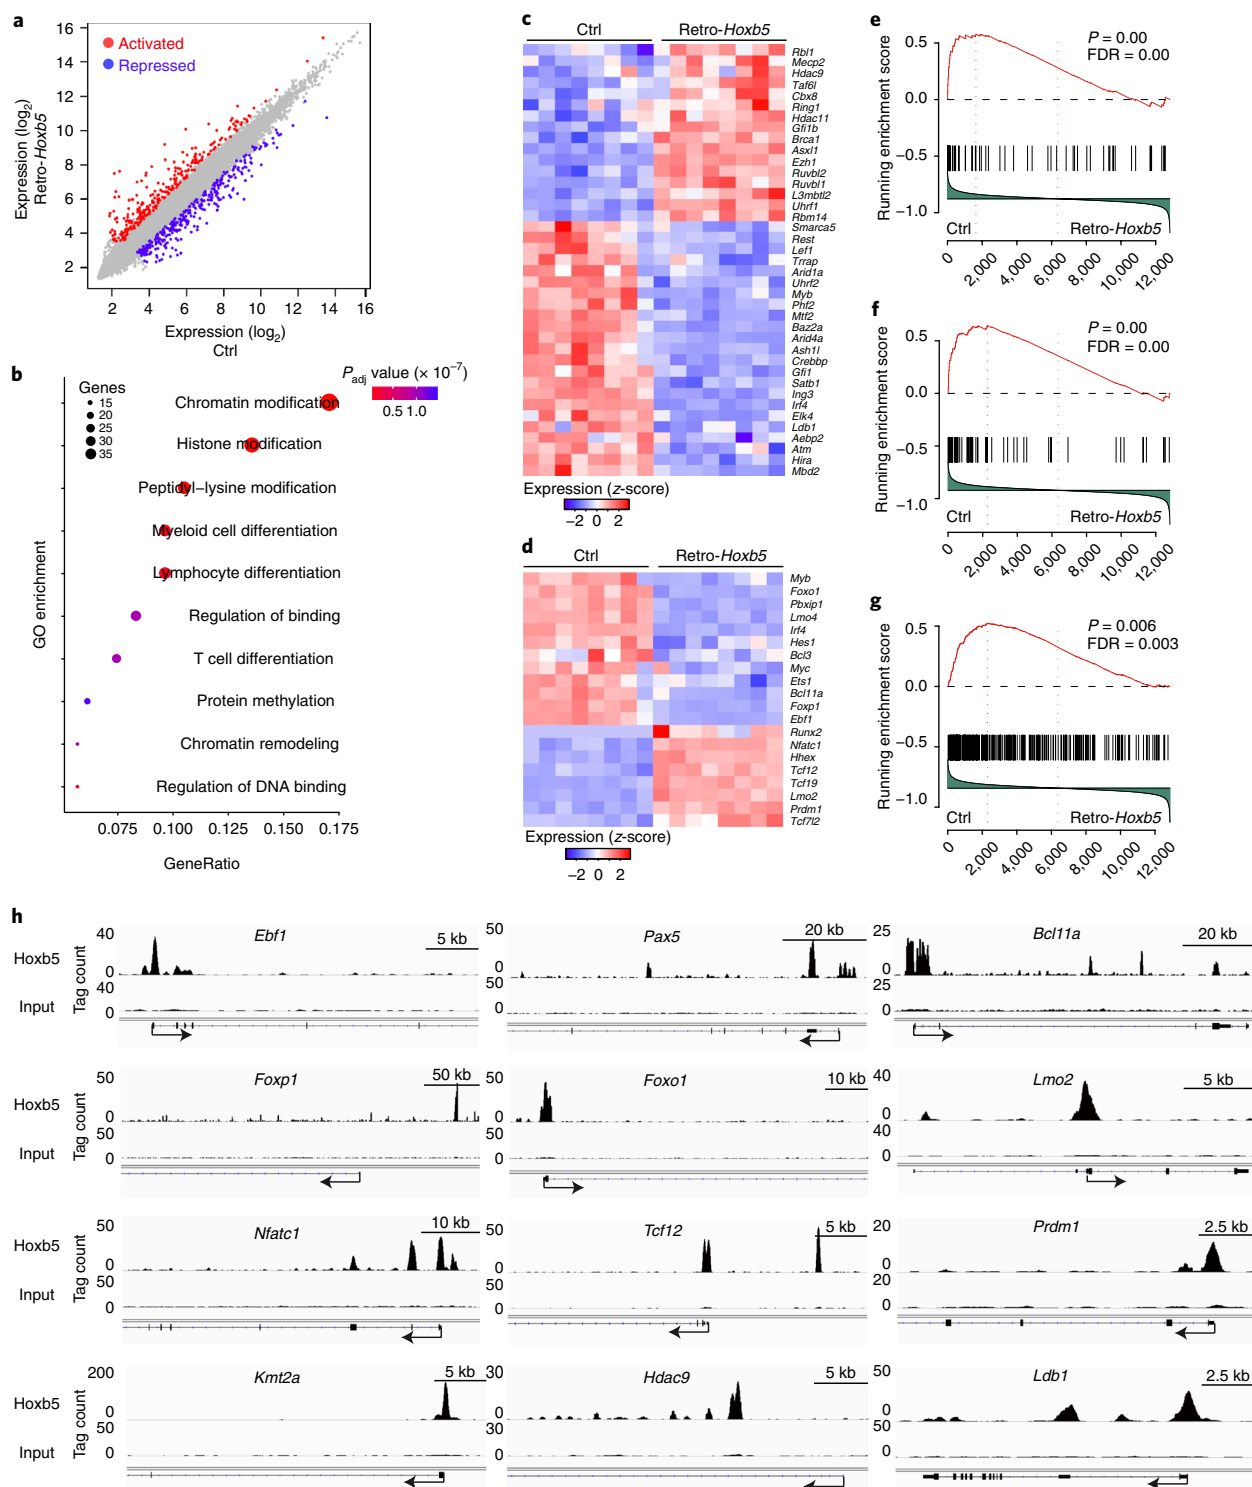 a
Expression (log2)
Retro-Hoxb5
16
14
12
10
8
6
4
2
Activated
Repressed
2 4 6 8 10 12 14 16
Expression (log2)
Ctrl
b
GO enrichment
Genes
15
20
25
30
35
Padj value (× 10−7)
0.5 1.0
Chromatin modification
Histone modification
Peptidyl−lysine modification
Myeloid cell differentiation
Lymphocyte differentiation
Regulation of binding
T cell differentiation
Protein methylation
Chromatin remodeling
Regulation of DNA binding
0.075 0.100 0.125 0.150 0.175
GeneRatio
c
Ctrl Retro-Hoxb5
Rbl1
Mecp2
Hdac9
Taf6l
Cbx8
Ring1
Hdac11
Gfi1b
Brca1
Asxl1
Ezh1
Ruvbl2
Ruvbl1
L3mbtl2
Uhrf1
Rbm14
Smarca5
Rest
Lef1
Trrap
Arid1a
Uhrf2
Myb
Phf2
Mtf2
Baz2a
Arid4a
Ash1l
Crebbp
Gfi1
Satb1
Ing3
Irf4
Elk4
Ldb1
Aebp2
Atm
Hira
Mbd2
Expression (z-score)
−2 0 2
d
Ctrl Retro-Hoxb5
Myb
Foxo1
Pbxip1
Lmo4
Irf4
Hes1
Bcl3
Myc
Ets1
Bcl11a
Foxp1
Ebf1
Runx2
Nfatc1
Hhex
Tcf12
Tcf19
Lmo2
Prdm1
Tcf7l2
Expression (z-score)
−2 0 2
e
Running enrichment score
0.5
0.0
−0.5
−1.0
P = 0.00
FDR = 0.00
Ctrl Retro-Hoxb5
0 2,000 4,000 6,000 8,000 10,000 12,000
f
Running enrichment score
0.5
0.0
−0.5
−1.0
P = 0.00
FDR = 0.00
Ctrl Retro-Hoxb5
0 2,000 4,000 6,000 8,000 10,000 12,000
g
Running enrichment score
0.5
0.0
−0.5
−1.0
P = 0.006
FDR = 0.003
Ctrl Retro-Hoxb5
0 2,000 4,000 6,000 8,000 10,000 12,000
h
Hoxb5
Input
Tag count
40
0
40
0
Ebf1
5 kb
50
0
50
0
Pax5
20 kb
25
0
25
0
Bcl11a
20 kb
Hoxb5
Input
Tag count
50
0
50
0
Foxp1
50 kb
50
0
50
0
Foxo1
10 kb
40
0
40
0
Lmo2
5 kb
Hoxb5
Input
Tag count
50
0
50
0
Nfatc1
10 kb
50
0
50
0
Tcf12
5 kb
20
0
20
0
Prdm1
2.5 kb
Hoxb5
Input
Tag count
200
0
50
0
Kmt2a
5 kb
30
0
30
0
Hdac9
5 kb
50
0
50
0
Ldb1
2.5 kb